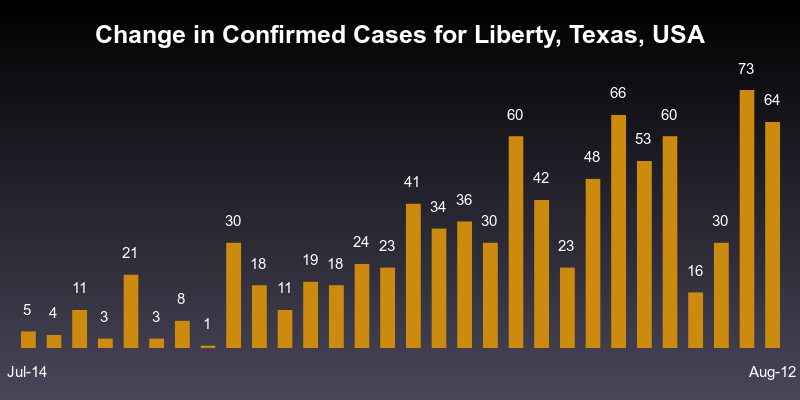 Change in Confirmed Cases for Liberty, Texas, USA
5 4 11 3 21 3 8 1 30 18 11 19 18 24 23 41 34 36 30 60 42 23 48 66 53 60 16 30 73 64
Jul-14 Aug-12